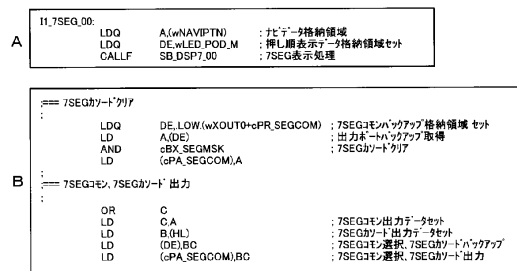 A
I1_7SEG_00:
LDQ A,(wNAVIPTN) ; ナビデータ格納領域
LDQ DE,wLED_POD_M ; 押し順表示データ格納領域セット
CALLF SB_DSP7_00 ; 7SEG表示処理
B
;=== 7SEGカソードクリア
;
LDQ DE,.LOW.(wXOUT0+cPR_SEGCOM) ; 7SEGコモンバックアップ格納領域 セット
LD A,(DE) ; 出力ポートバックアップ取得
AND cBX_SEGMSK ; 7SEGカソードクリア
;
;=== 7SEGコモン、7SEGカソード 出力
;
OR C
LD C,A ; 7SEGコモン出力データセット
LD B,(HL) ; 7SEGカソード出力データセット
LD (DE),BC ; 7SEGコモン選択、7SEGカソードバックアップ
LD (cPA_SEGCOM),BC ; 7SEGコモン選択、7SEGカソード出力